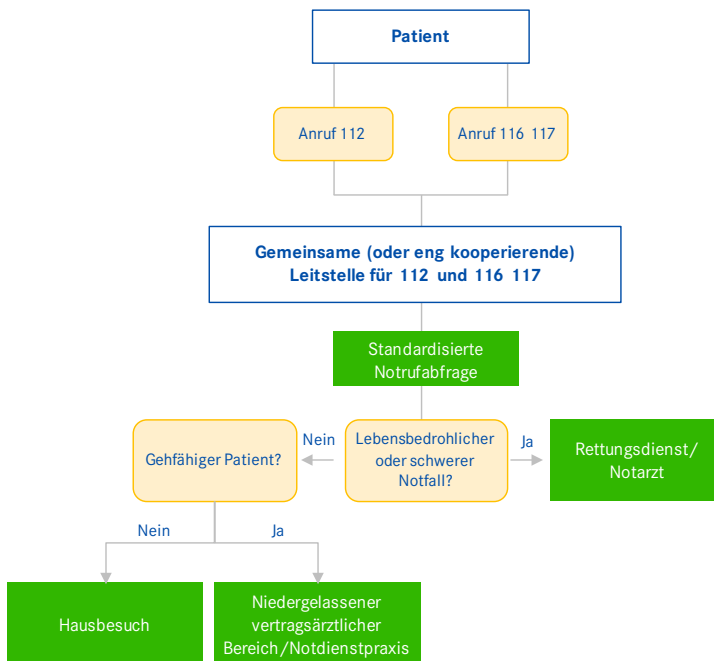 Patient
Anruf 112
Anruf 116 117
Gemeinsame (oder eng kooperierende)
Leitstelle für 112 und 116 117
Standardisierte
Notrufabfrage
Gehfähiger Patient?
Nein
Lebensbedrohlicher
oder schwerer
Notfall?
Ja
Rettungsdienst/
Notarzt
Nein
Ja
Hausbesuch
Niedergelassener
vertragsärztlicher
Bereich/Notdienstpraxis